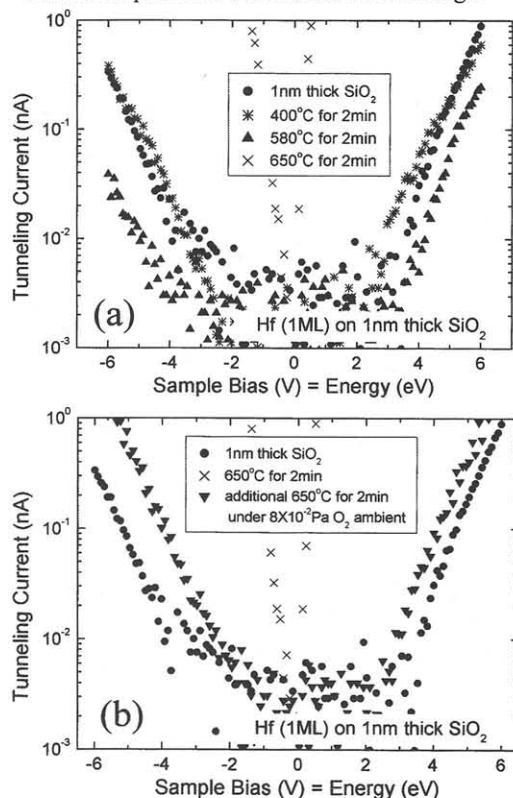 10⁰
10⁻¹
10⁻²
10⁻³
Tunneling Current (nA)
● 1nm thick SiO₂
✳ 400°C for 2min
▲ 580°C for 2min
× 650°C for 2min
(a)
Hf (1ML) on 1nm thick SiO₂
-6 -4 -2 0 2 4 6
Sample Bias (V) = Energy (eV)
10⁰
10⁻¹
10⁻²
10⁻³
Tunneling Current (nA)
● 1nm thick SiO₂
× 650°C for 2min
▼ additional 650°C for 2min
under 8X10⁻²Pa O₂ ambient
(b)
Hf (1ML) on 1nm thick SiO₂
-6 -4 -2 0 2 4 6
Sample Bias (V) = Energy (eV)